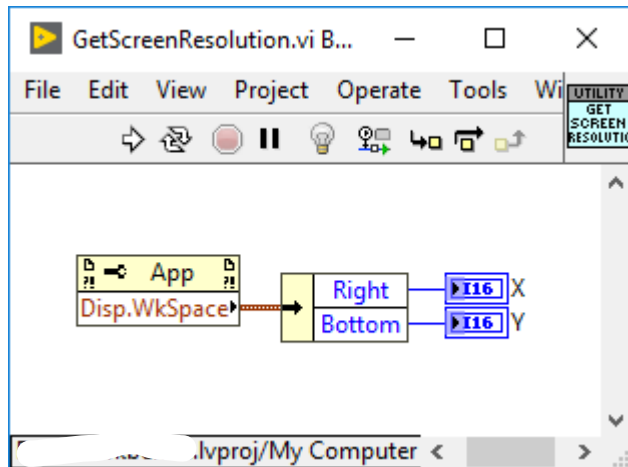 GetScreenResolution.vi B...
File Edit View Project Operate Tools Wi
UTILITY
GET
SCREEN
RESOLUTIO
App
Disp.WkSpace
Right
Bottom
I16 X
I16 Y
.lvproj/My Computer